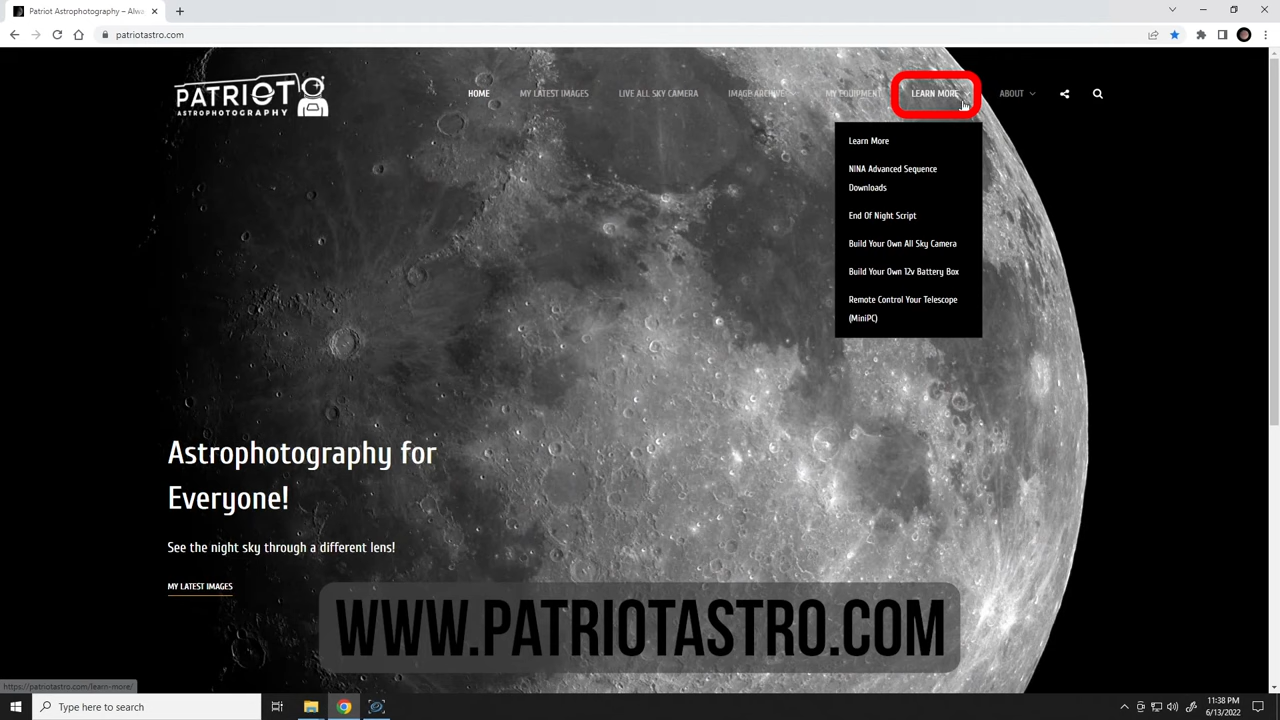 Patriot Astrophotography – Alwa
patriotastro.com
PATRIOT
ASTROPHOTOGRAPHY
HOME MY LATEST IMAGES LIVE ALL SKY CAMERA IMAGE ARCHIVE MY EQUIPMENT LEARN MORE ABOUT
Learn More
NINA Advanced Sequence
Downloads
End Of Night Script
Build Your Own All Sky Camera
Build Your Own 12v Battery Box
Remote Control Your Telescope
(MiniPC)
Astrophotography for
Everyone!
See the night sky through a different lens!
MY LATEST IMAGES
WWW.PATRIOTASTRO.COM
https://patriotastro.com/learn-more/
Type here to search
11:38 PM
6/13/2022